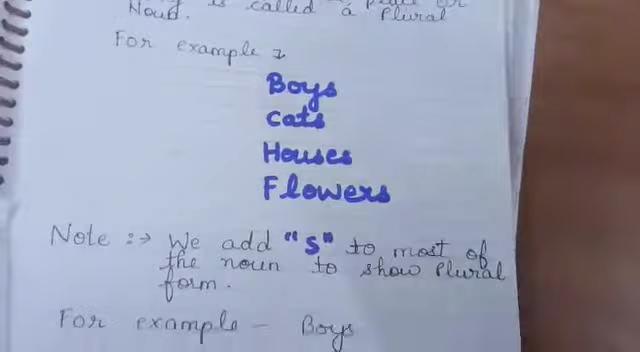 is called a Plural
Noun.
For example :
Boys
Cats
Houses
Flowers
Note :→ We add "S" to most of
the noun to show Plural
form.
For example - Boys